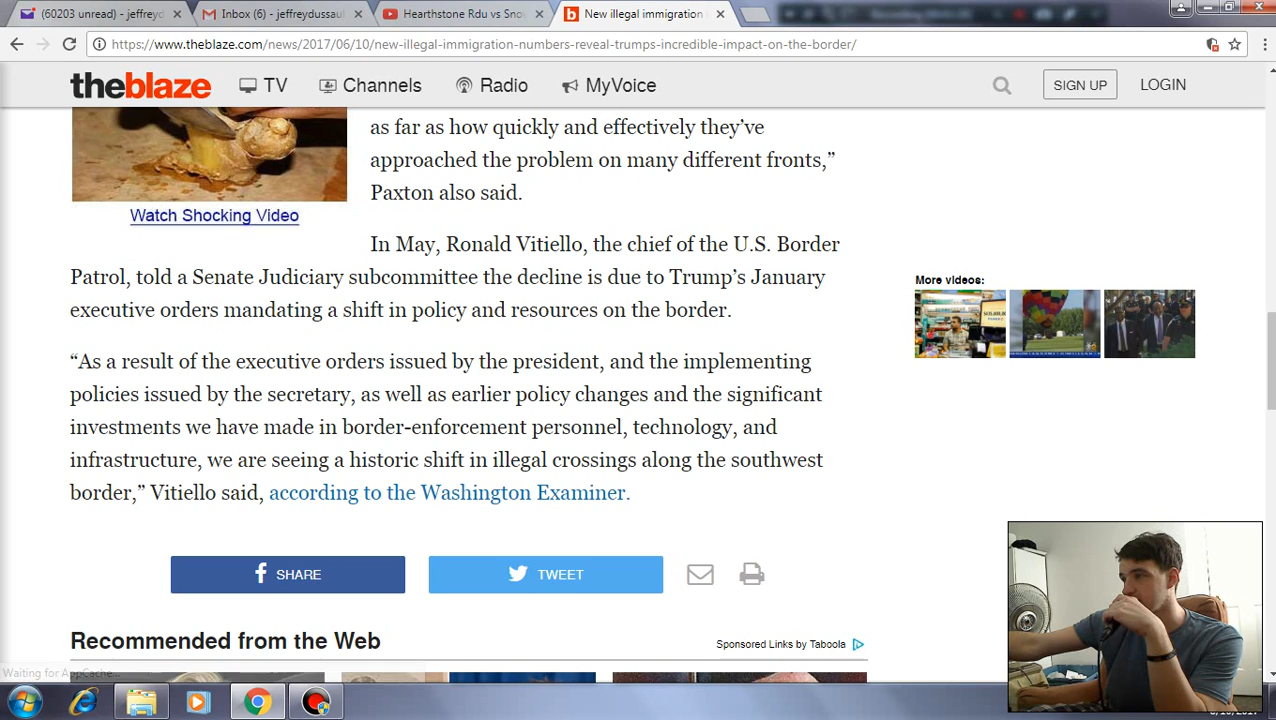 (60203 unread) - jeffreyd
Inbox (6) - jeffreydussaul
Hearthstone Rdu vs Snow
New illegal immigration
https://www.theblaze.com/news/2017/06/10/new-illegal-immigration-numbers-reveal-trumps-incredible-impact-on-the-border/
theblaze TV Channels Radio MyVoice SIGN UP LOGIN
as far as how quickly and effectively they’ve
approached the problem on many different fronts,”
Paxton also said.
Watch Shocking Video
In May, Ronald Vitiello, the chief of the U.S. Border
Patrol, told a Senate Judiciary subcommittee the decline is due to Trump’s January
executive orders mandating a shift in policy and resources on the border.
More videos:
“As a result of the executive orders issued by the president, and the implementing
policies issued by the secretary, as well as earlier policy changes and the significant
investments we have made in border-enforcement personnel, technology, and
infrastructure, we are seeing a historic shift in illegal crossings along the southwest
border,” Vitiello said, according to the Washington Examiner.
SHARE TWEET
Recommended from the Web
Sponsored Links by Taboola
Waiting for AppCache...